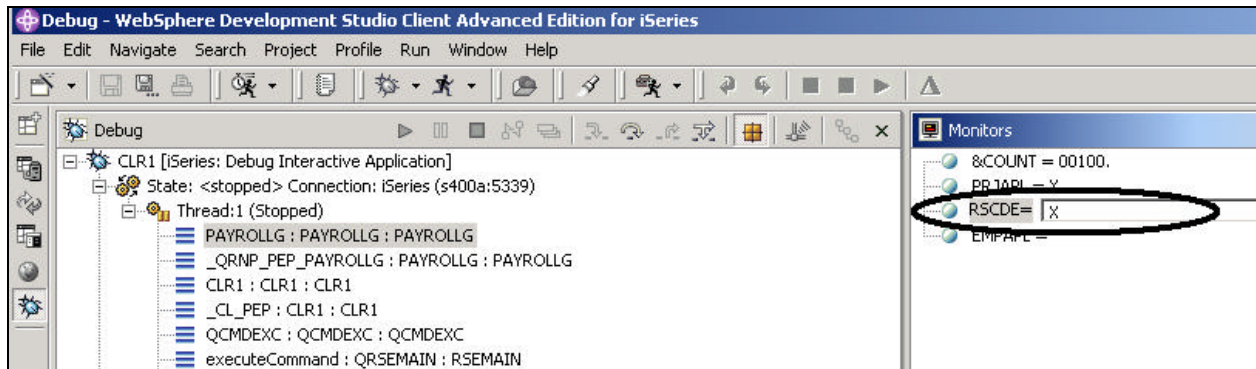 Debug - WebSphere Development Studio Client Advanced Edition for iSeries
File Edit Navigate Search Project Profile Run Window Help
Debug
CLR1 [iSeries: Debug Interactive Application]
State: <stopped> Connection: iSeries (s400a:5339)
Thread:1 (Stopped)
PAYROLLG : PAYROLLG : PAYROLLG
_QRNP_PEP_PAYROLLG : PAYROLLG : PAYROLLG
CLR1 : CLR1 : CLR1
_CL_PEP : CLR1 : CLR1
QCMDEXC : QCMDEXC : QCMDEXC
executeCommand : QRSEMAIN : RSEMAIN
Monitors
&COUNT = 00100.
PRJAPL =
RSCDE= X
EMPAPL =